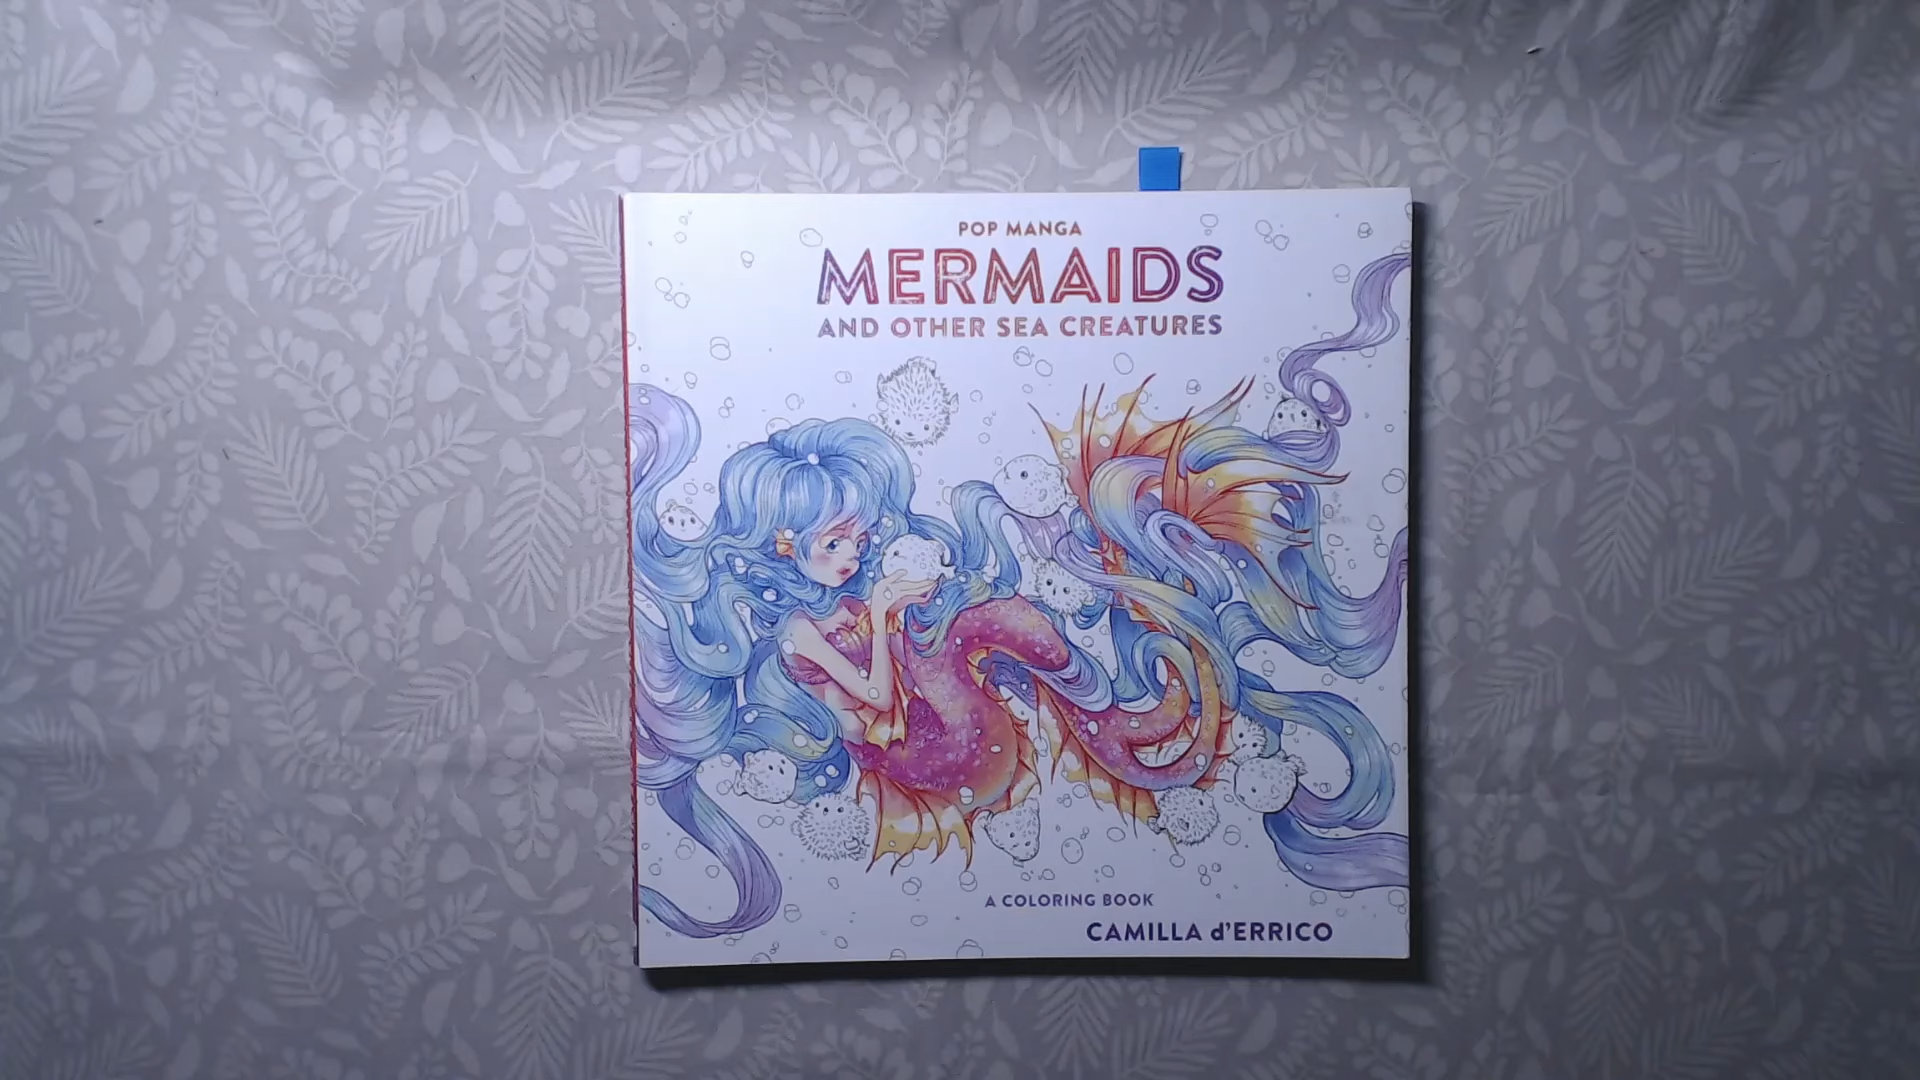 POP MANGA
MERMAIDS
AND OTHER SEA CREATURES
A COLORING BOOK
CAMILLA d'ERRICO